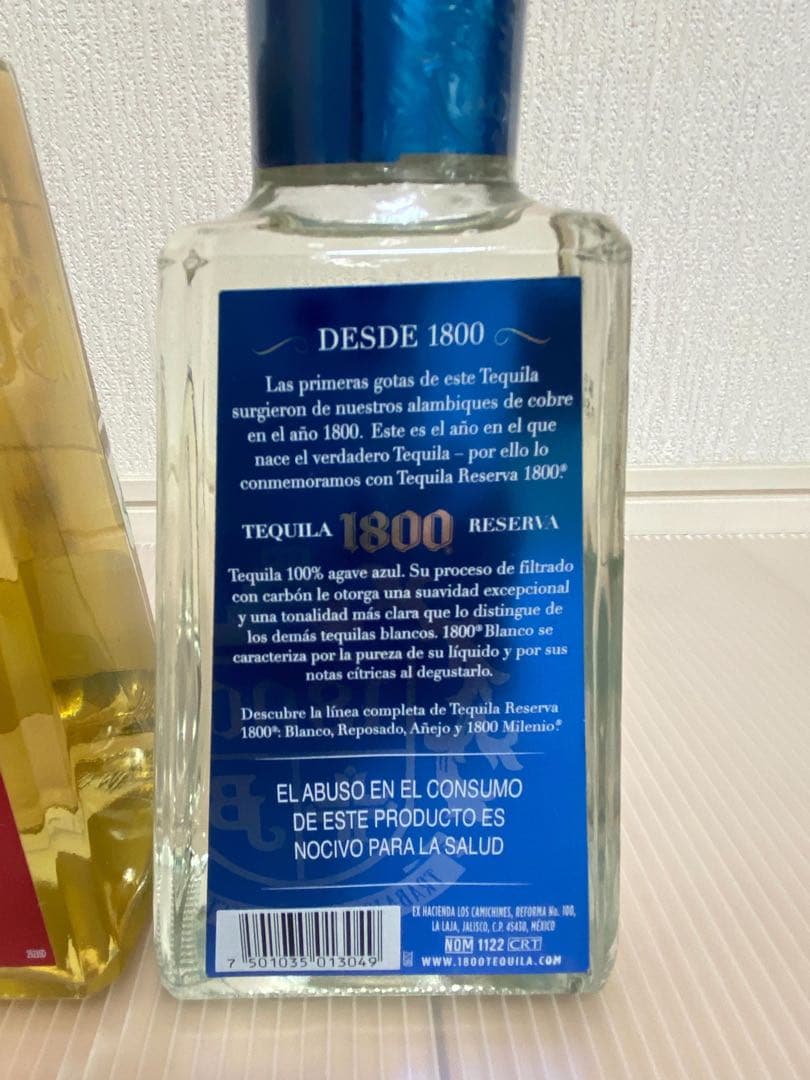 DESDE 1800
Las primeras gotas de este Tequila
surgieron de nuestros alambiques de cobre
en el año 1800. Este es el año en el que
nace el verdadero Tequila – por ello lo
conmemoramos con Tequila Reserva 1800.®
TEQUILA 1800® RESERVA
Tequila 100% agave azul. Su proceso de filtrado
con carbón le otorga una suavidad excepcional
y una tonalidad más clara que lo distingue de
los demás tequilas blancos. 1800® Blanco se
caracteriza por la pureza de su líquido y por sus
notas cítricas al degustarlo.
Descubre la línea completa de Tequila Reserva
1800®: Blanco, Reposado, Añejo y 1800 Milenio.®
EL ABUSO EN EL CONSUMO
DE ESTE PRODUCTO ES
NOCIVO PARA LA SALUD
EX HACIENDA LOS CAMICHINES, REFORMA No. 100,
LA LAJA, JALISCO, C.P. 45430, MÉXICO
NOM 1122 CRT
WWW.1800TEQUILA.COM
7 501035 013049